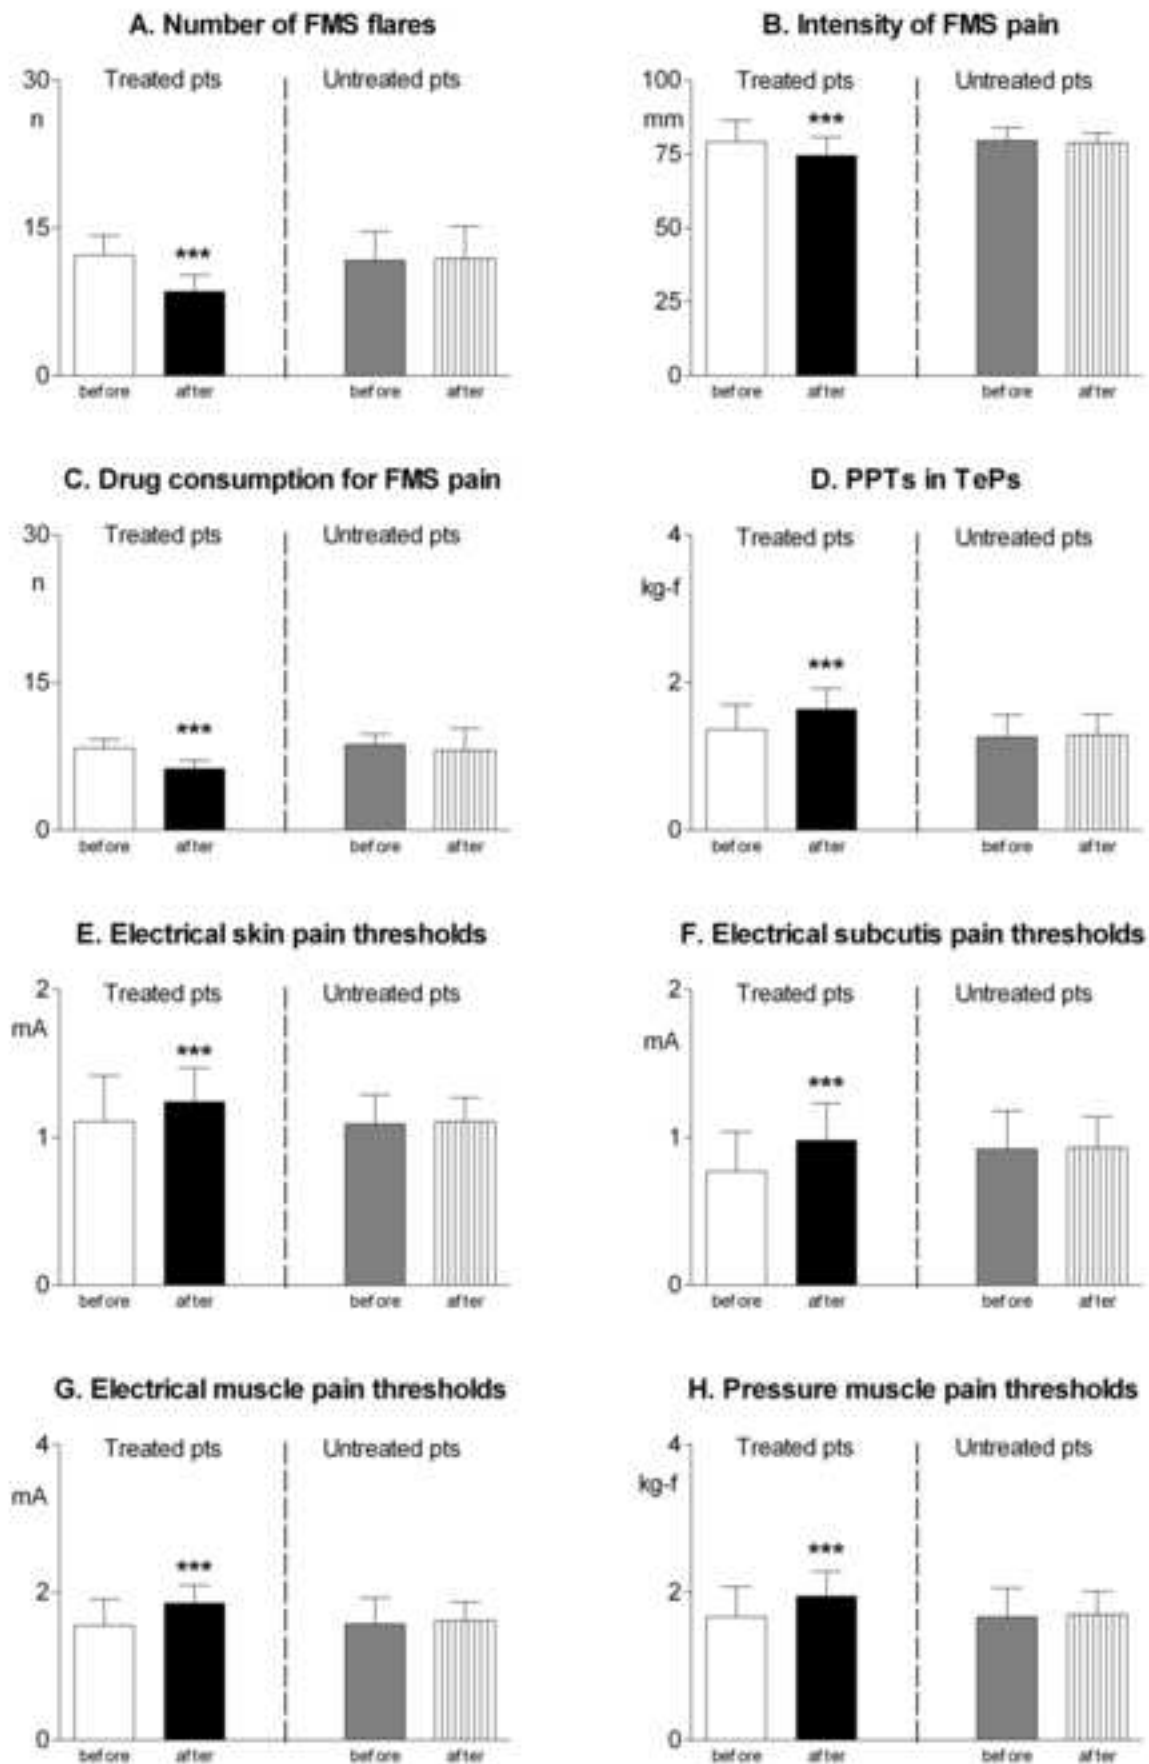 A. Number of FMS flares
30
Treated pts
Untreated pts
n
***
15
0
before
after
before
after
B. Intensity of FMS pain
100
Treated pts
Untreated pts
mm
***
75
50
25
0
before
after
before
after
C. Drug consumption for FMS pain
30
Treated pts
Untreated pts
n
15
***
0
before
after
before
after
D. PPTs in TePs
4
Treated pts
Untreated pts
kg-f
***
2
0
before
after
before
after
E. Electrical skin pain thresholds
2
Treated pts
Untreated pts
mA
***
1
0
before
after
before
after
F. Electrical subcutis pain thresholds
2
Treated pts
Untreated pts
mA
***
1
0
before
after
before
after
G. Electrical muscle pain thresholds
4
Treated pts
Untreated pts
mA
***
2
0
before
after
before
after
H. Pressure muscle pain thresholds
4
Treated pts
Untreated pts
kg-f
***
2
0
before
after
before
after